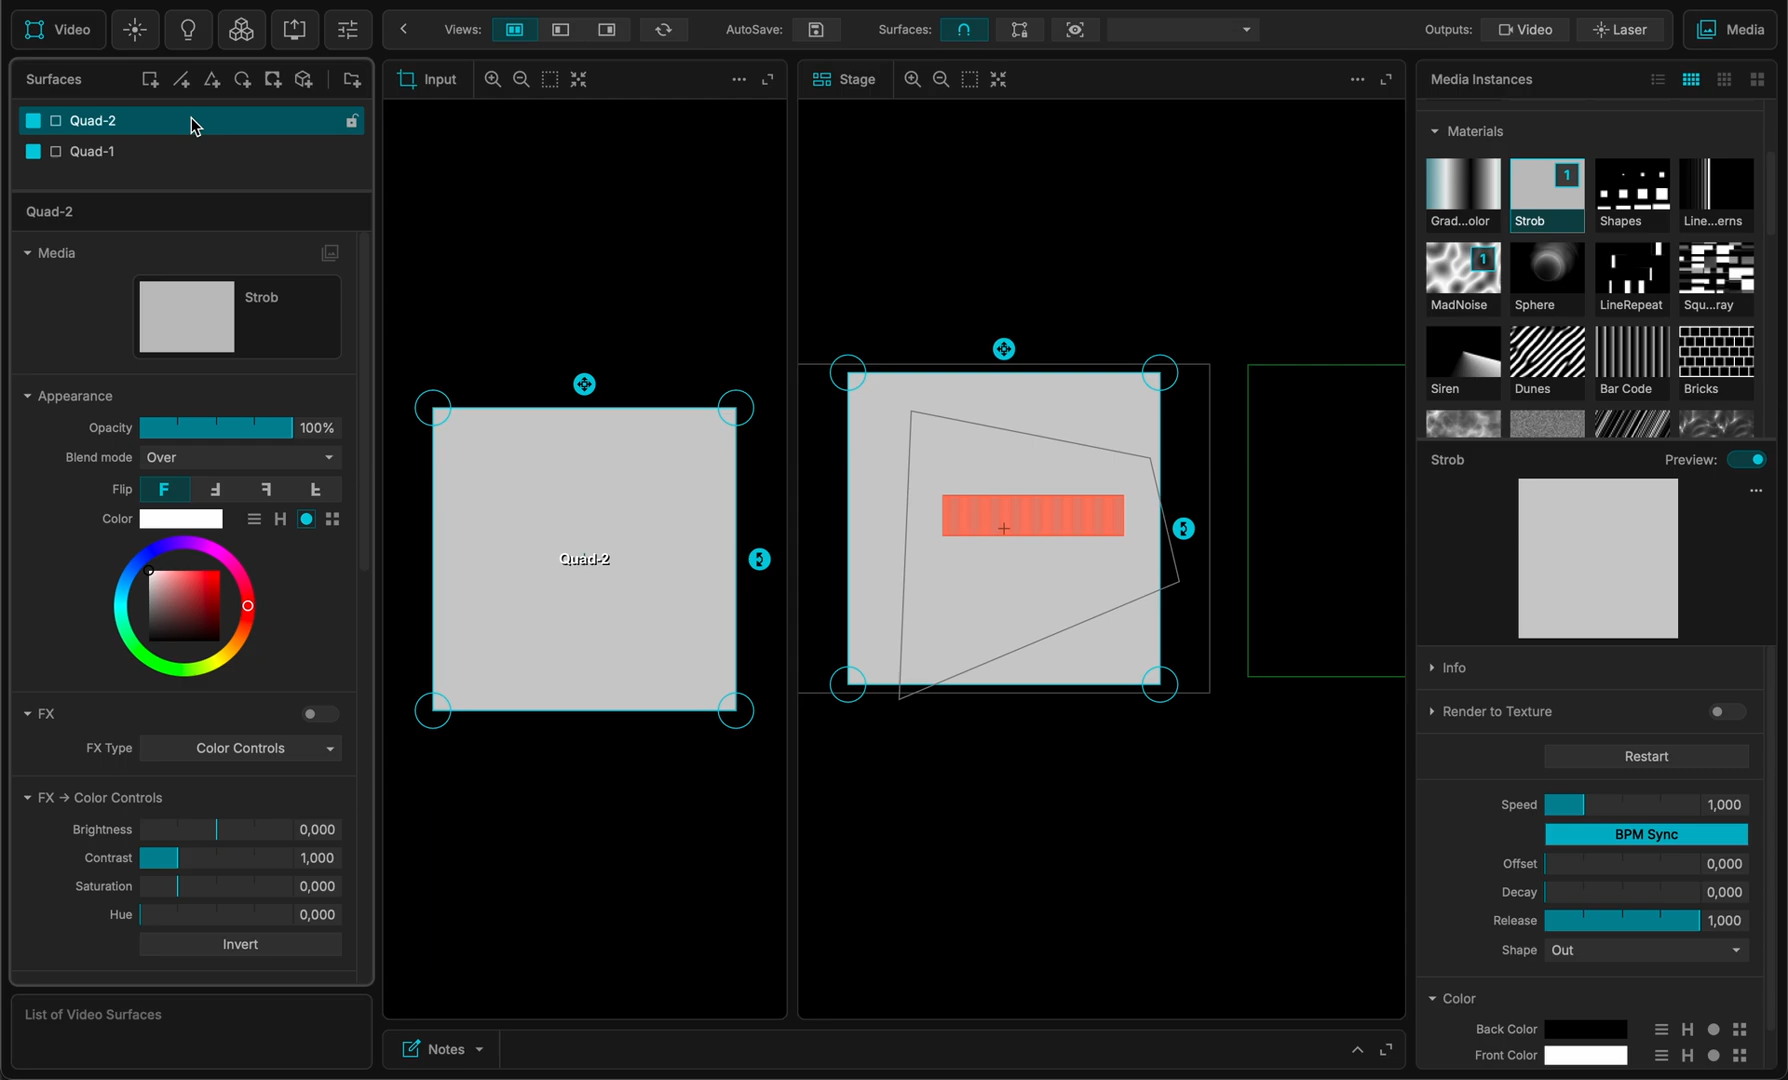 Video
Views:
AutoSave:
Surfaces:
Outputs:
Video
Laser
Media
Surfaces
Quad-2
Quad-1
Quad-2
Media
Strob
Appearance
Opacity 100%
Blend mode Over
Flip F F F F
Color H
FX
FX Type Color Controls
FX → Color Controls
Brightness 0,000
Contrast 1,000
Saturation 0,000
Hue 0,000
Invert
List of Video Surfaces
Input
Quad-2
Stage
Notes
Media Instances
Materials
Grad...olor Strob Shapes Line...erns
1
MadNoise Sphere LineRepeat Squ...ray
1
Siren Dunes Bar Code Bricks
Strob Preview:
Info
Render to Texture
Restart
Speed 1,000
BPM Sync
Offset 0,000
Decay 0,000
Release 1,000
Shape Out
Color
Back Color H
Front Color H